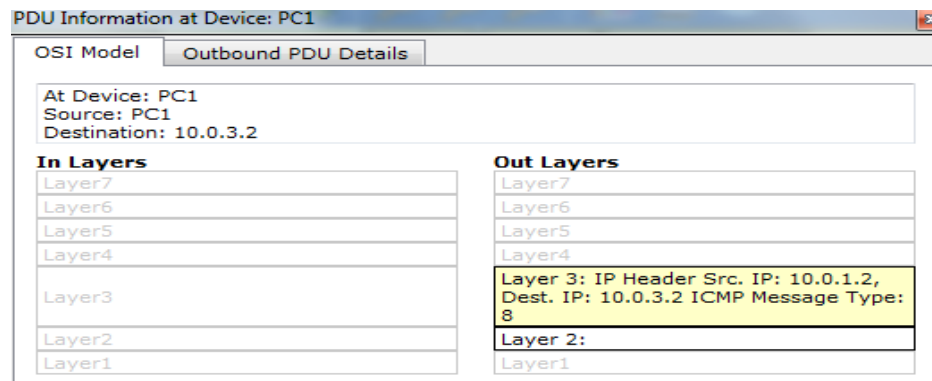 PDU Information at Device: PC1
OSI Model
Outbound PDU Details
At Device: PC1
Source: PC1
Destination: 10.0.3.2
In Layers
Layer7
Layer6
Layer5
Layer4
Layer3
Layer2
Layer1
Out Layers
Layer7
Layer6
Layer5
Layer4
Layer 3: IP Header Src. IP: 10.0.1.2,
Dest. IP: 10.0.3.2 ICMP Message Type:
8
Layer 2:
Layer1